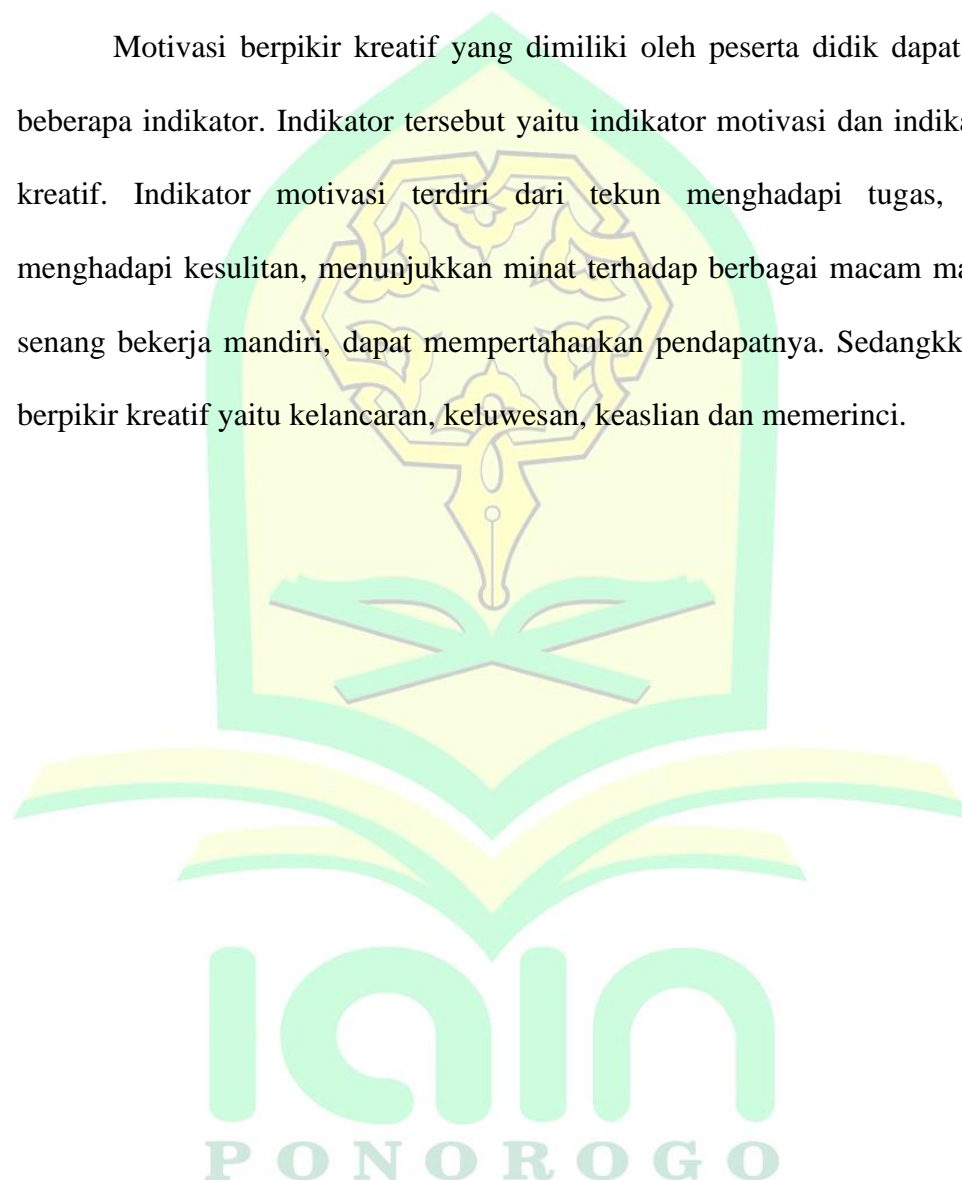 Motivasi berpikir kreatif yang dimiliki oleh peserta didik dapat
beberapa indikator. Indikator tersebut yaitu indikator motivasi dan indika
kreatif. Indikator motivasi terdiri dari tekun menghadapi tugas,
menghadapi kesulitan, menunjukkan minat terhadap berbagai macam ma
senang bekerja mandiri, dapat mempertahankan pendapatnya. Sedangkk
berpikir kreatif yaitu kelancaran, keluwesan, keaslian dan memerinci.
iain
PONOROGO